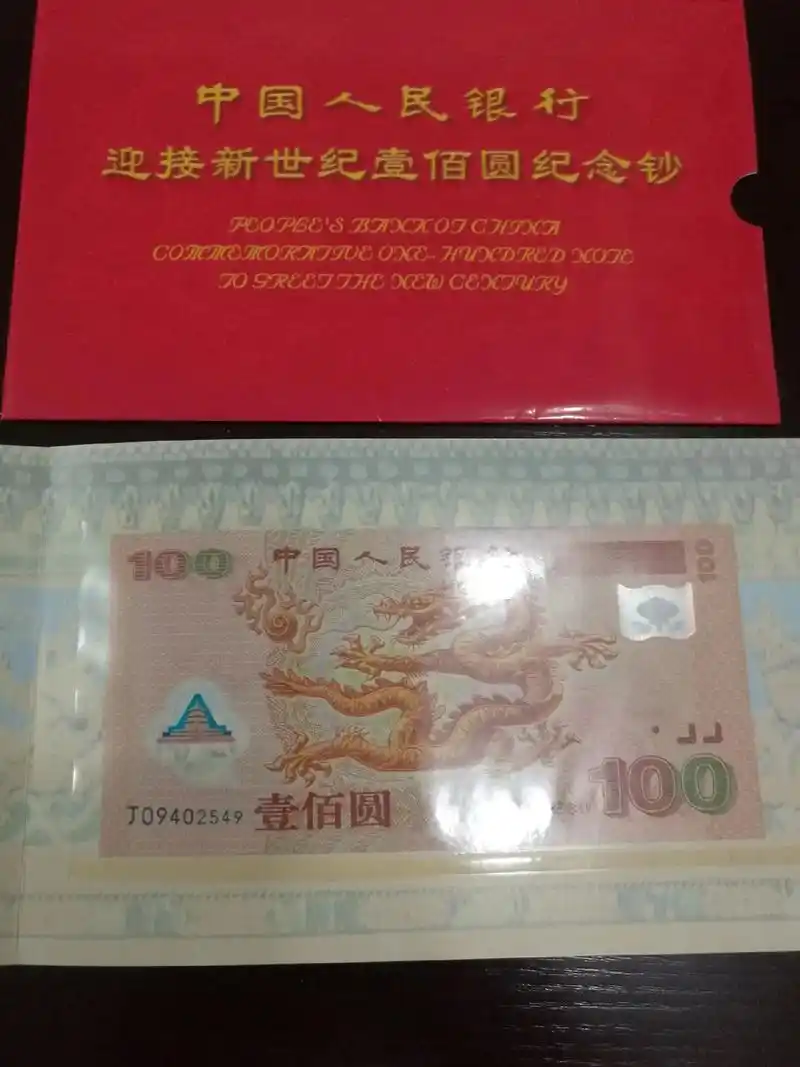 中国人民银行
迎接新世纪壹佰圆纪念钞
PEOPLE'S BANK OF CHINA
COMMEMORATIVE ONE-HUNDRED NOTE
TO GREET THE NEW CENTURY
100
中国人民银
100
J09402549
壹佰圆
100